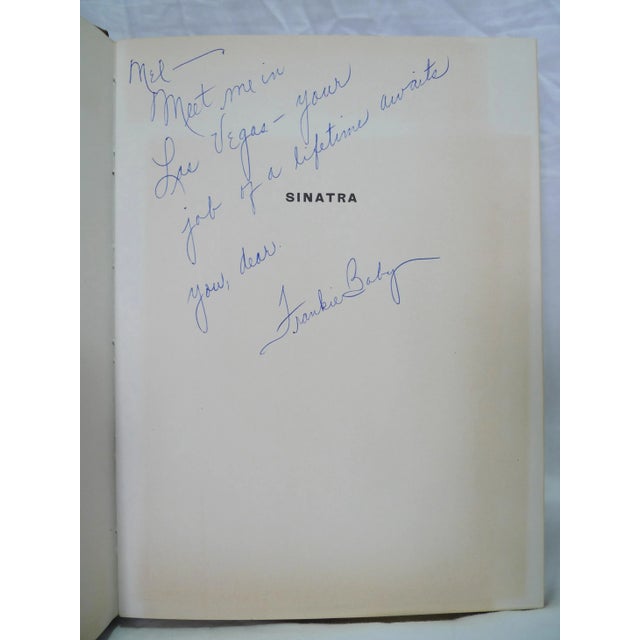 Mel —
Meet me in
Las Vegas — your
job of a lifetime awaits
SINATRA
you, dear.
Frankie Baby